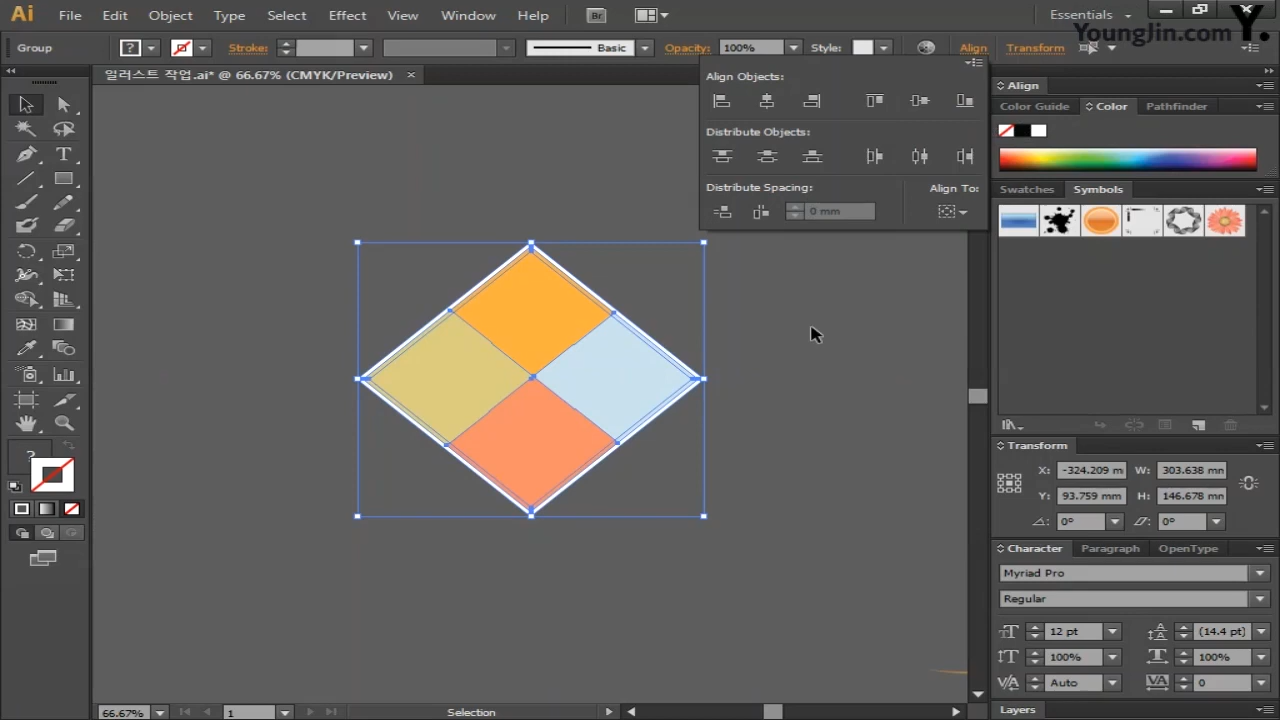 Ai File Edit Object Type Select Effect View Window Help Br Essentials
YoungJin.com Y.
Group ? Stroke: Basic Opacity: 100% Style: Align Transform
일러스트 작업.ai* @ 66.67% (CMYK/Preview) ×
Align Objects:
Distribute Objects:
Distribute Spacing: Align To:
0 mm
Align
Color Guide Color Pathfinder
Swatches Symbols
Transform
X: -324.209 m W: 303.638 mm
Y: 93.759 mm H: 146.678 mm
0° 0°
Character Paragraph OpenType
Myriad Pro
Regular
12 pt (14.4 pt)
100% 100%
Auto 0
Layers
?
66.67% 1 Selection